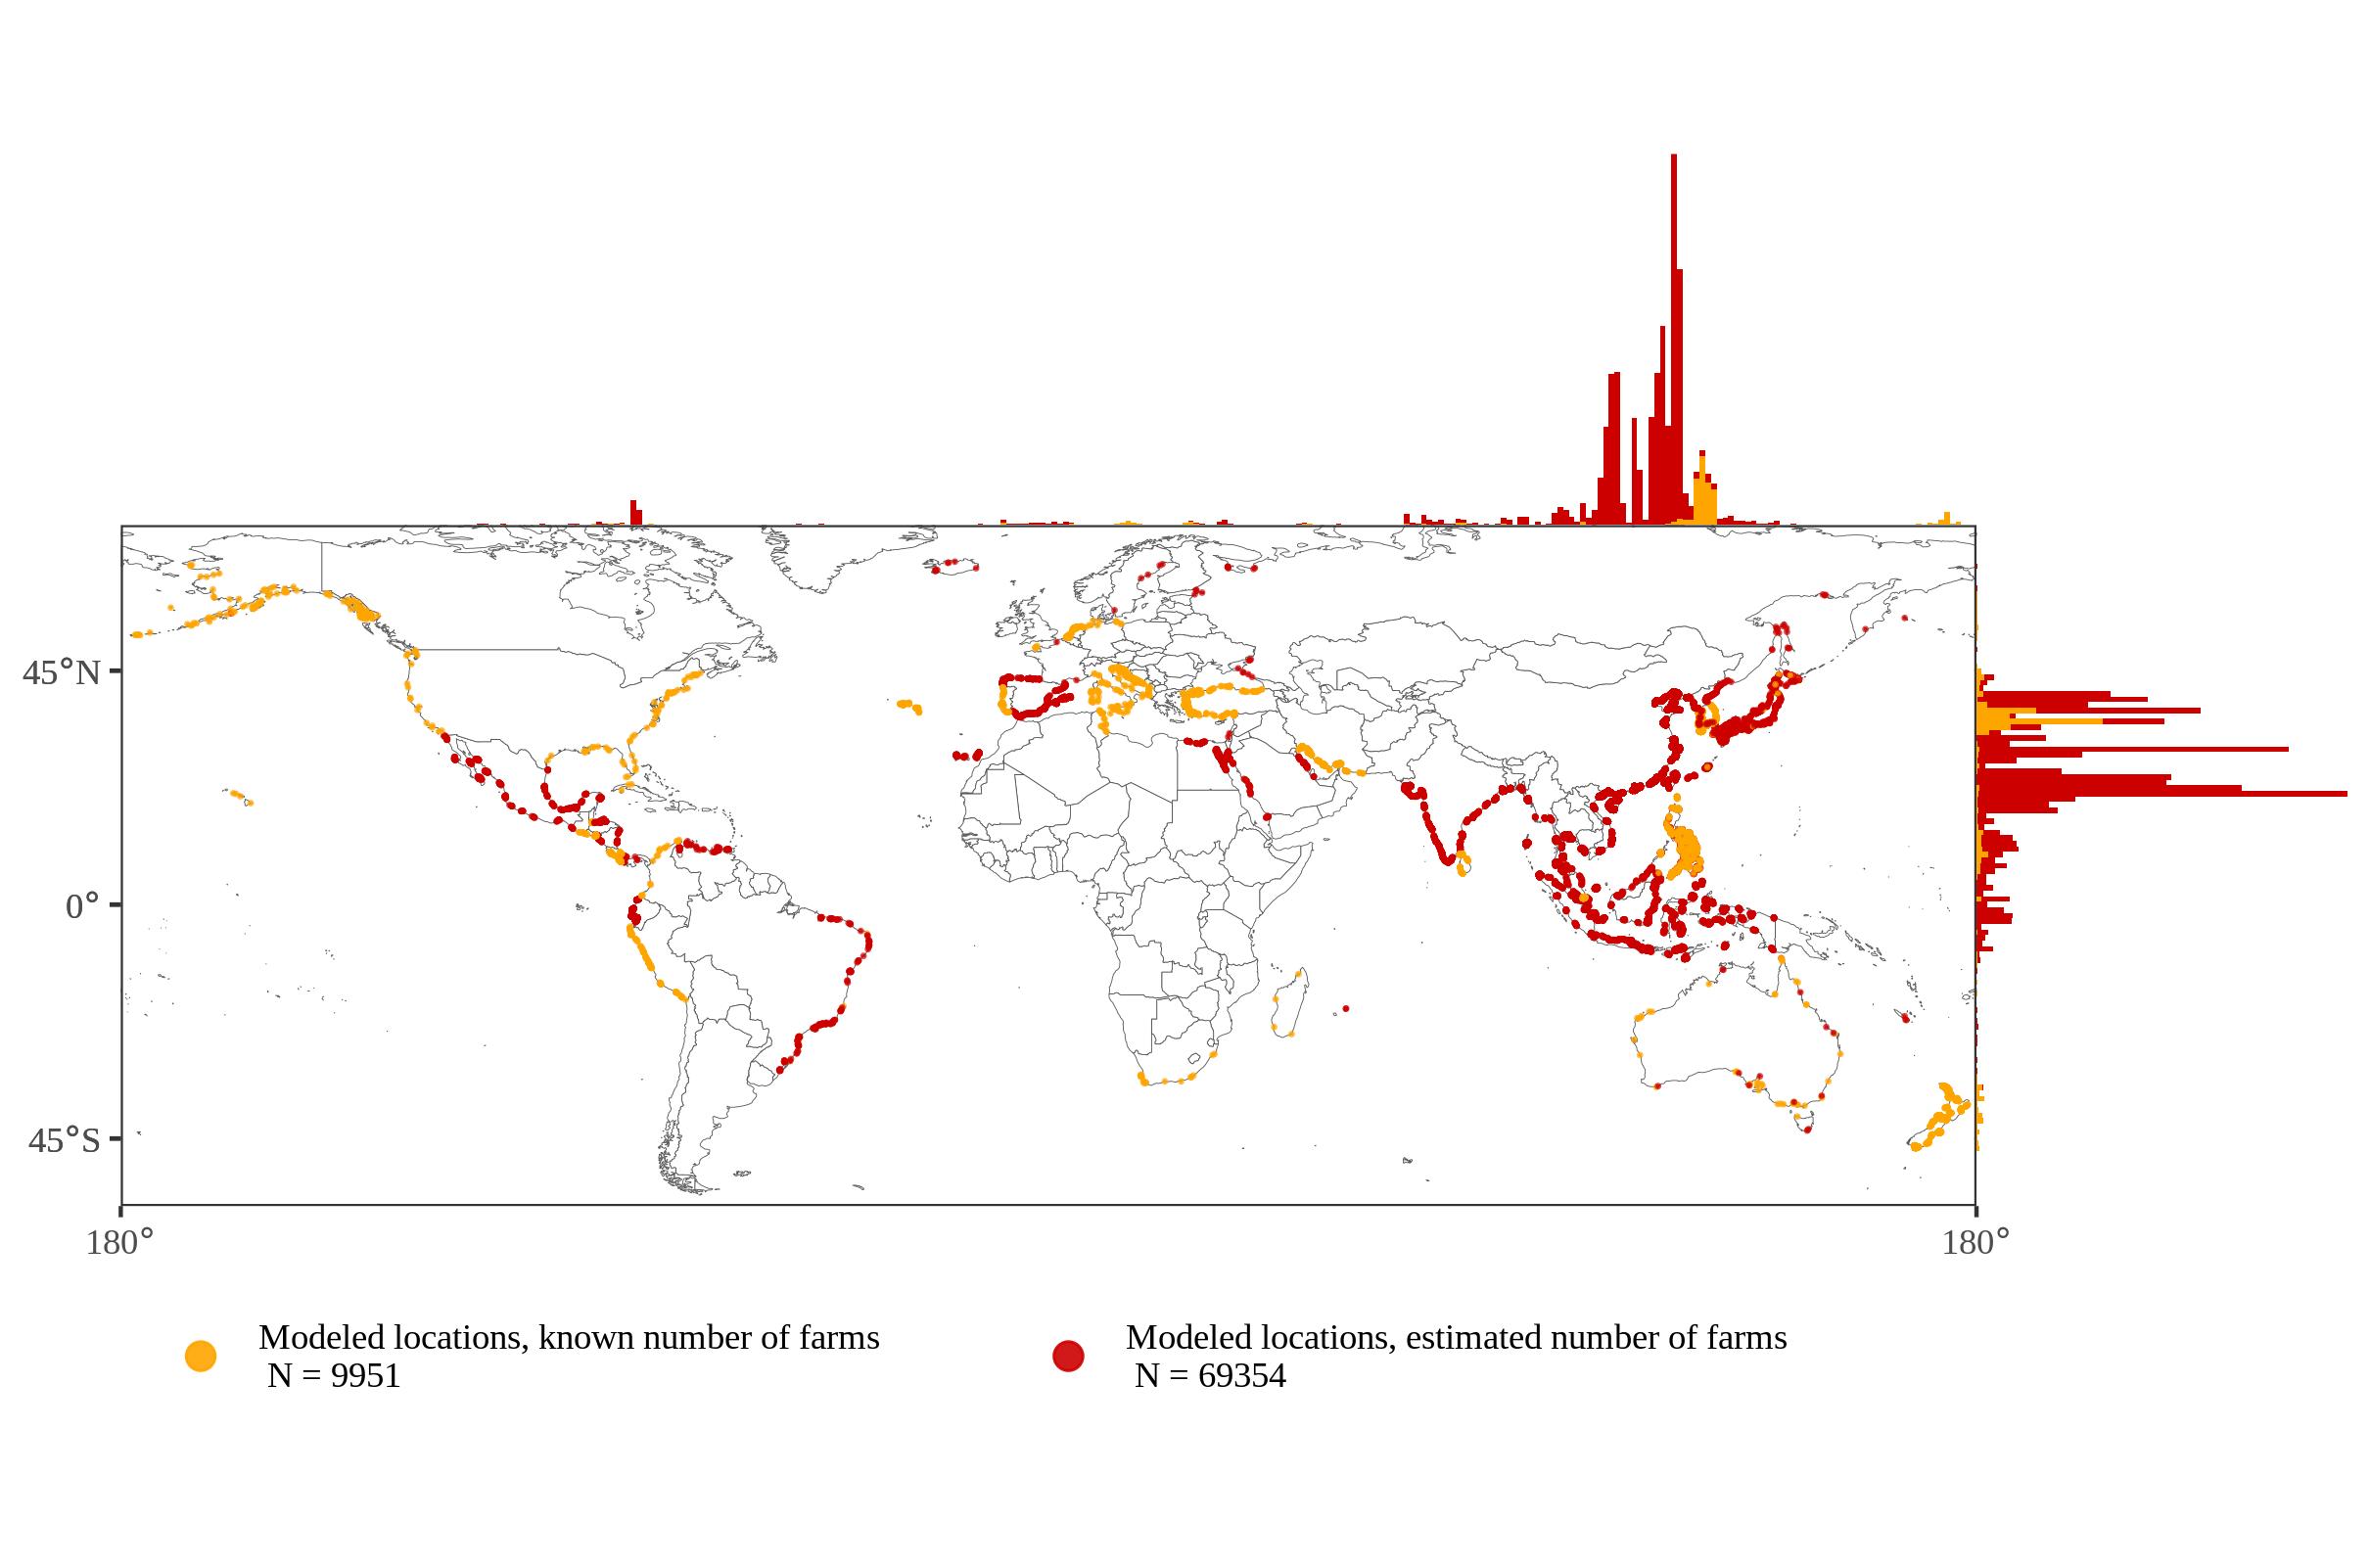 45°N
0°
45°S
180°
180°
Modeled locations, known number of farms
N = 9951
Modeled locations, estimated number of farms
N = 69354